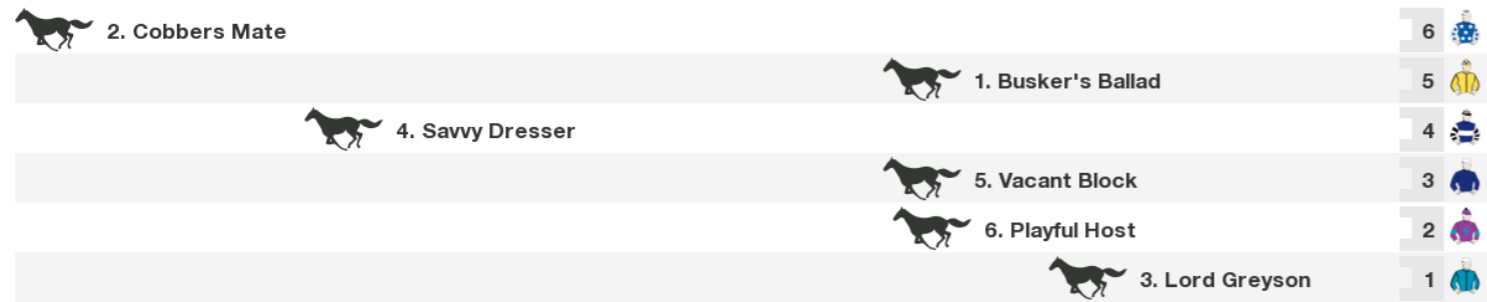 2. Cobbers Mate 6
1. Busker's Ballad 5
4. Savvy Dresser 4
5. Vacant Block 3
6. Playful Host 2
3. Lord Greyson 1